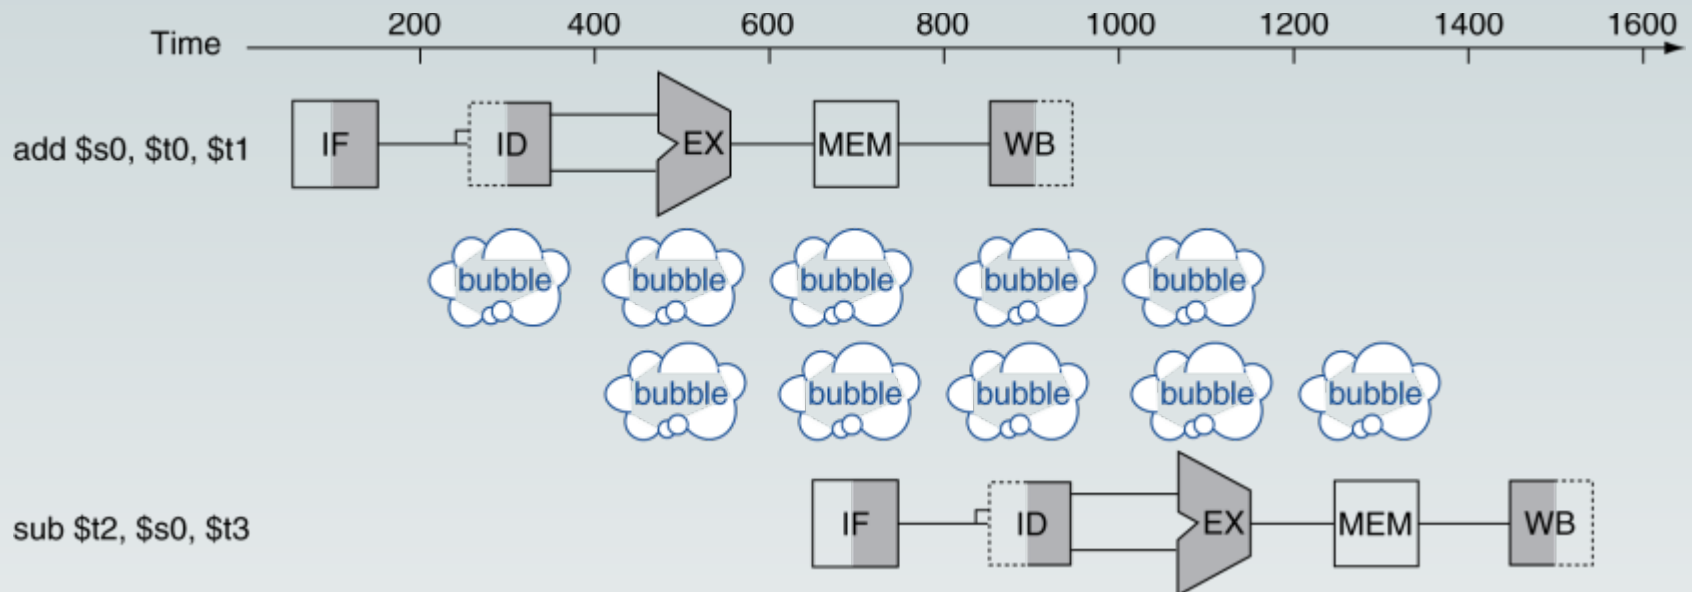 200 400 600 800 1000 1200 1400 1600
Time
add $s0, $t0, $t1 IF ID EX MEM WB
bubble bubble bubble bubble bubble
bubble bubble bubble bubble bubble
sub $t2, $s0, $t3 IF ID EX MEM WB